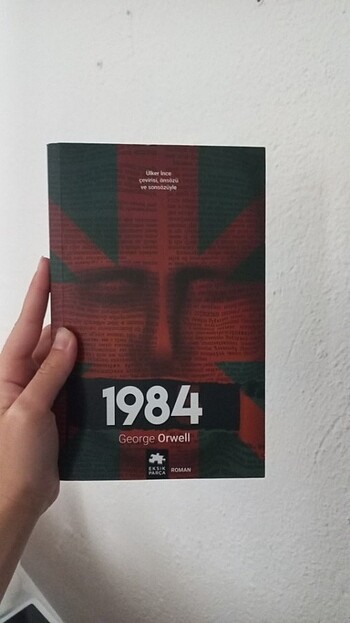 Ülker İnce
çevirisi, önsözü
ve sonsözüyle
1984
George Orwell
EKSİK
PARÇA
ROMAN